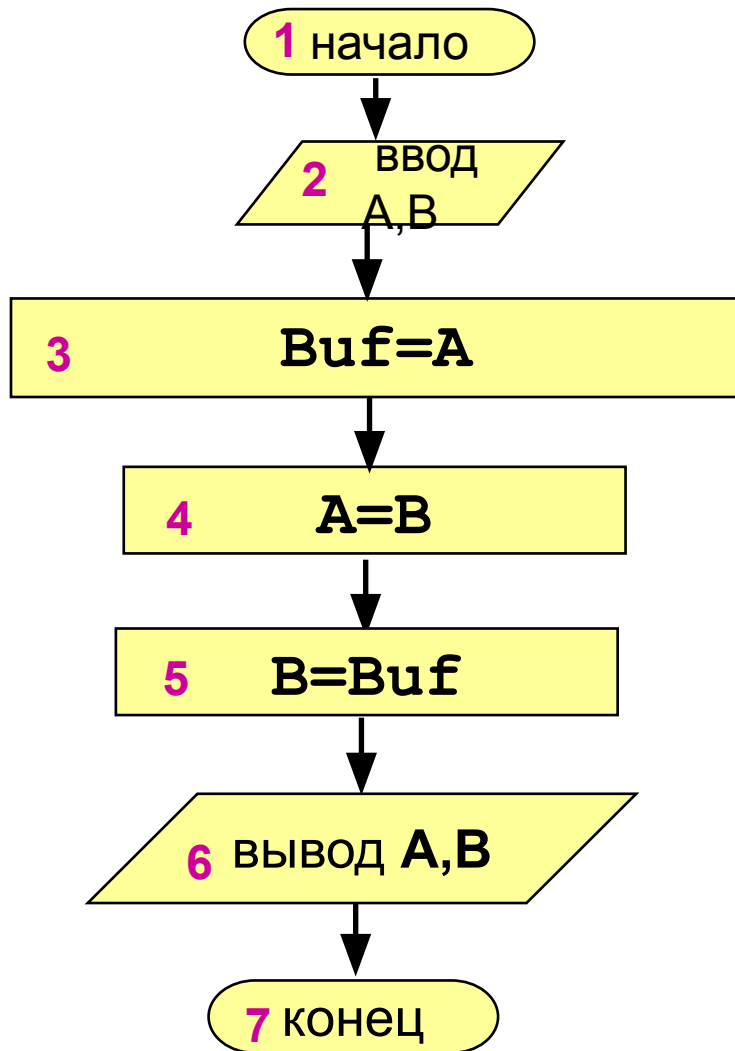 1 начало
2 ввод
А,В
3 Buf=A
4 A=B
5 B=Buf
6 вывод А,В
7 конец